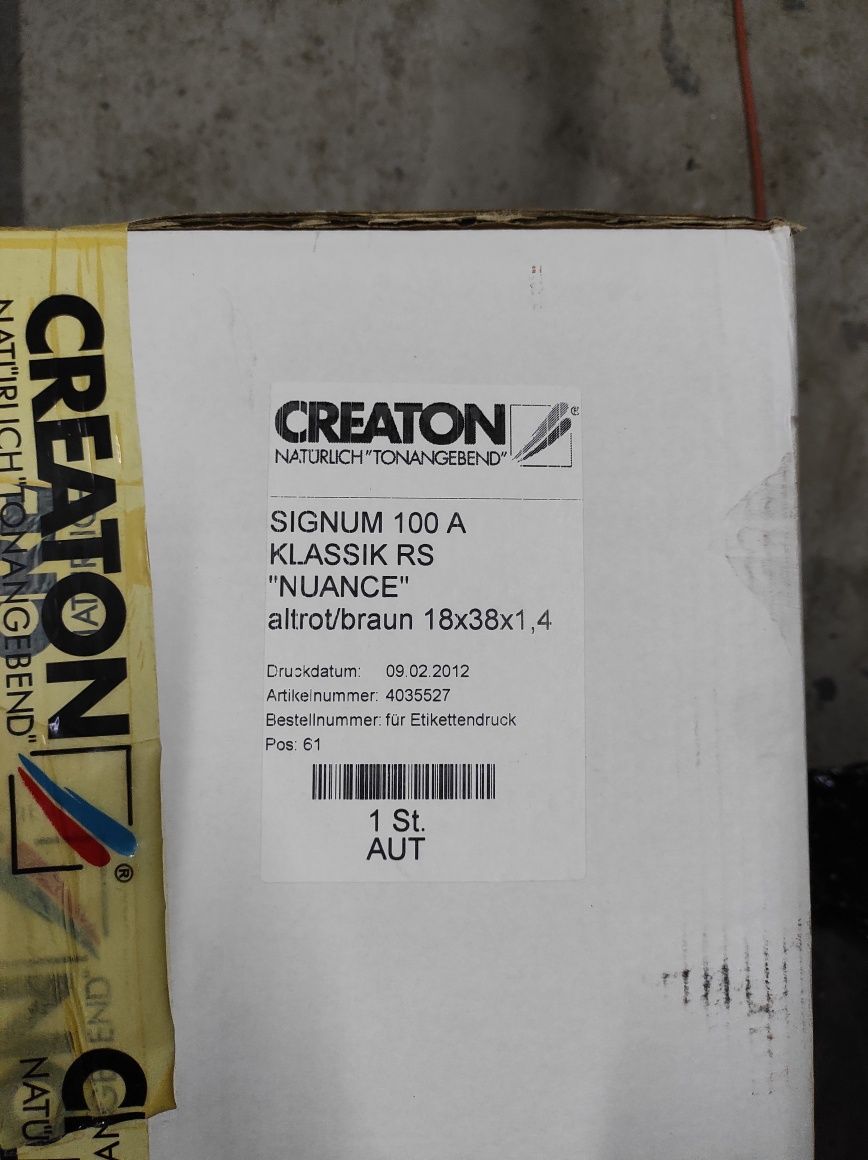 CREATON
NATÜRLICH "TONANGEBEND"
CREATON ®
NATÜRLICH"TONANGEBEND"
SIGNUM 100 A
KLASSIK RS
"NUANCE"
altrot/braun 18x38x1,4
Druckdatum: 09.02.2012
Artikelnummer: 4035527
Bestellnummer: für Etikettendruck
Pos: 61
1 St.
AUT
®